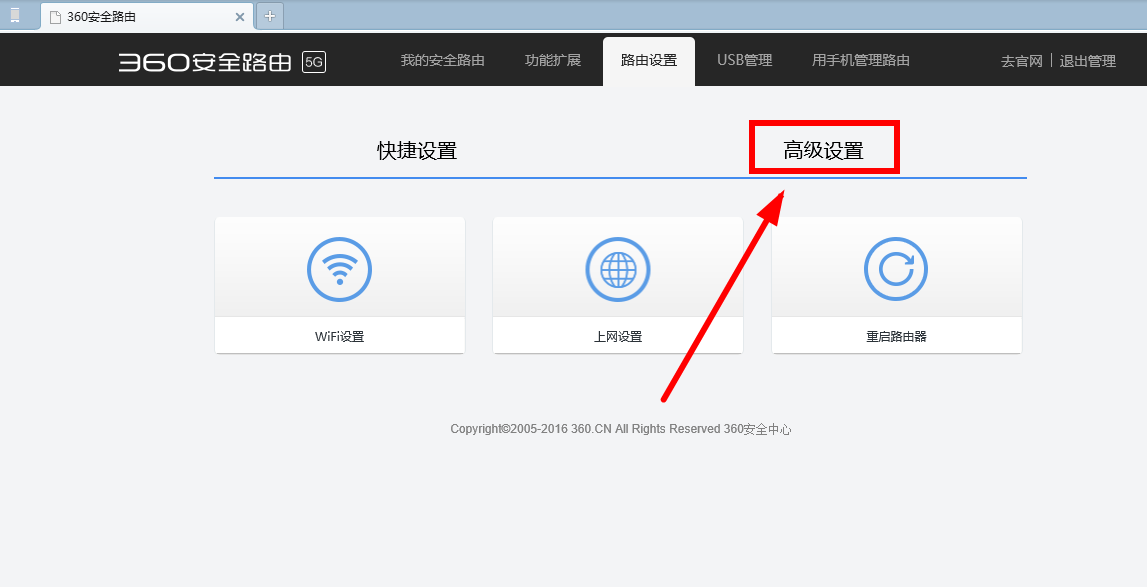 360安全路由
360安全路由 5G 我的安全路由 功能扩展 路由设置 USB管理 用手机管理路由 去官网 | 退出管理
快捷设置 高级设置
WiFi设置 上网设置 重启路由器
Copyright©2005-2016 360.CN All Rights Reserved 360安全中心